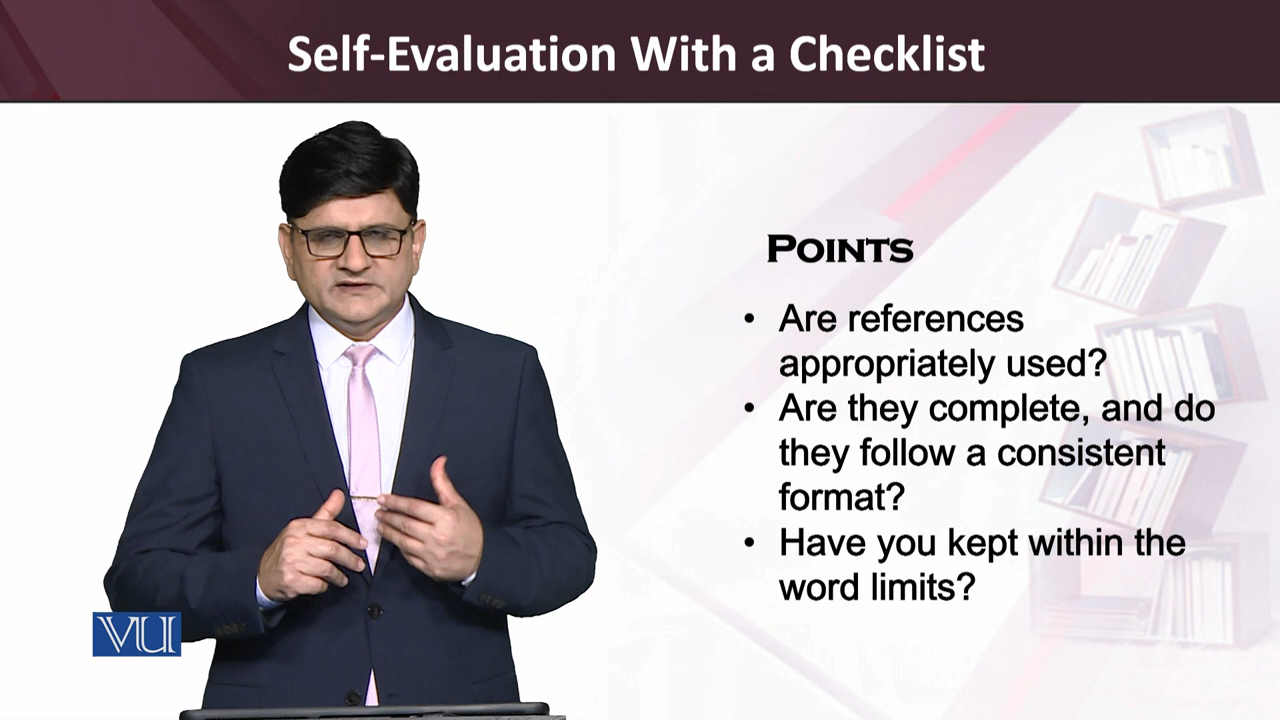 Self-Evaluation With a Checklist
POINTS
• Are references
appropriately used?
• Are they complete, and do
they follow a consistent
format?
• Have you kept within the
word limits?
VU